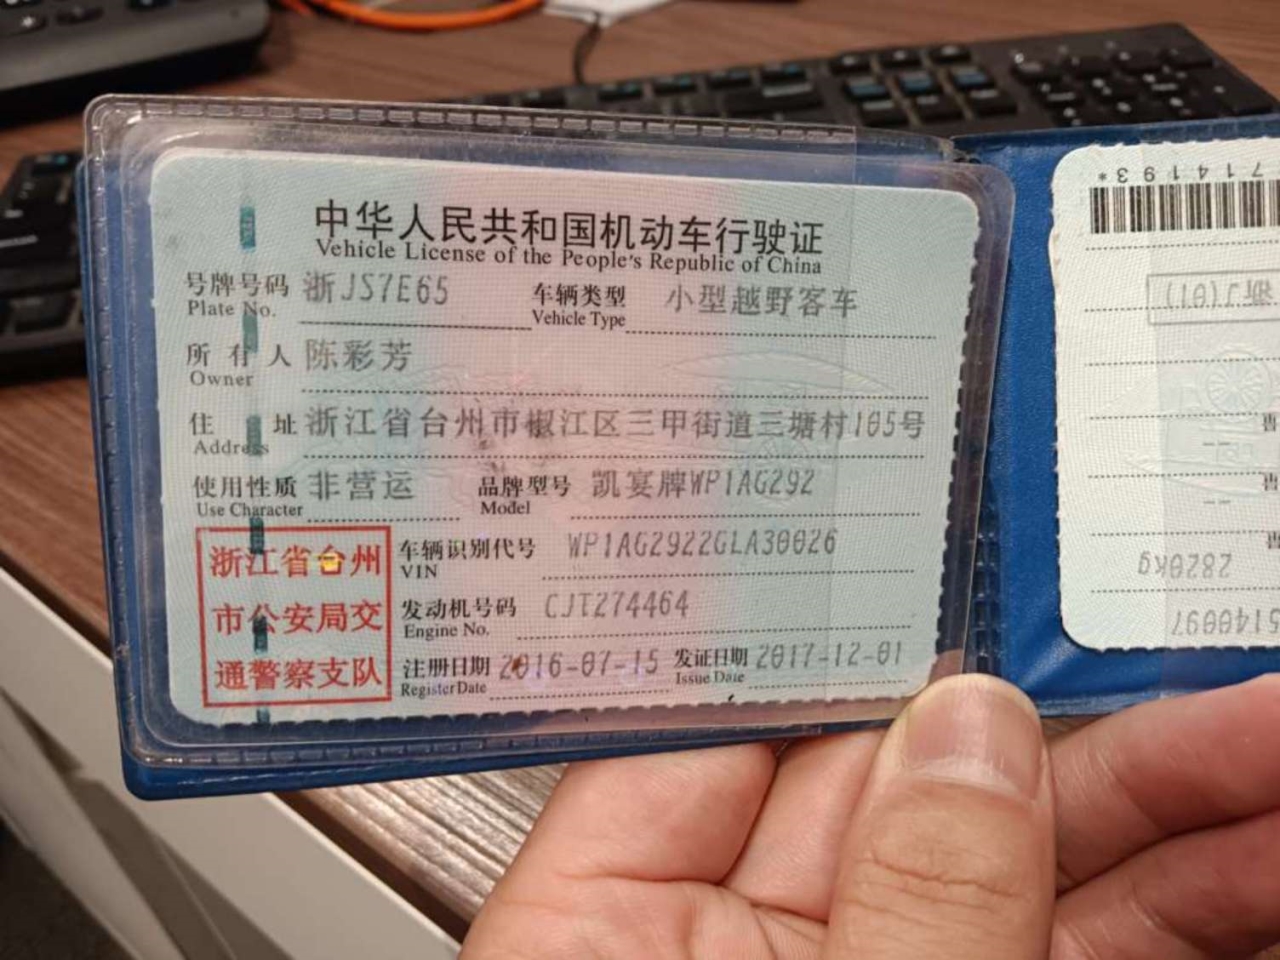 中华人民共和国机动车行驶证
Vehicle License of the People's Republic of China
号牌号码 浙JS7E65 车辆类型 小型越野客车
Plate No. Vehicle Type
所有人 陈彩芳
Owner
住址 浙江省台州市椒江区三甲街道三塘村105号
Address
使用性质 非营运 品牌型号 凯宴牌WP1AG292
Use Character Model
浙江省台州
市公安局交
通警察支队
车辆识别代号 WP1AG2922GLA30026
VIN
发动机号码 CJT274464
Engine No.
注册日期 2016-07-15 发证日期 2017-12-01
Register Date Issue Date
714193*
2820kg